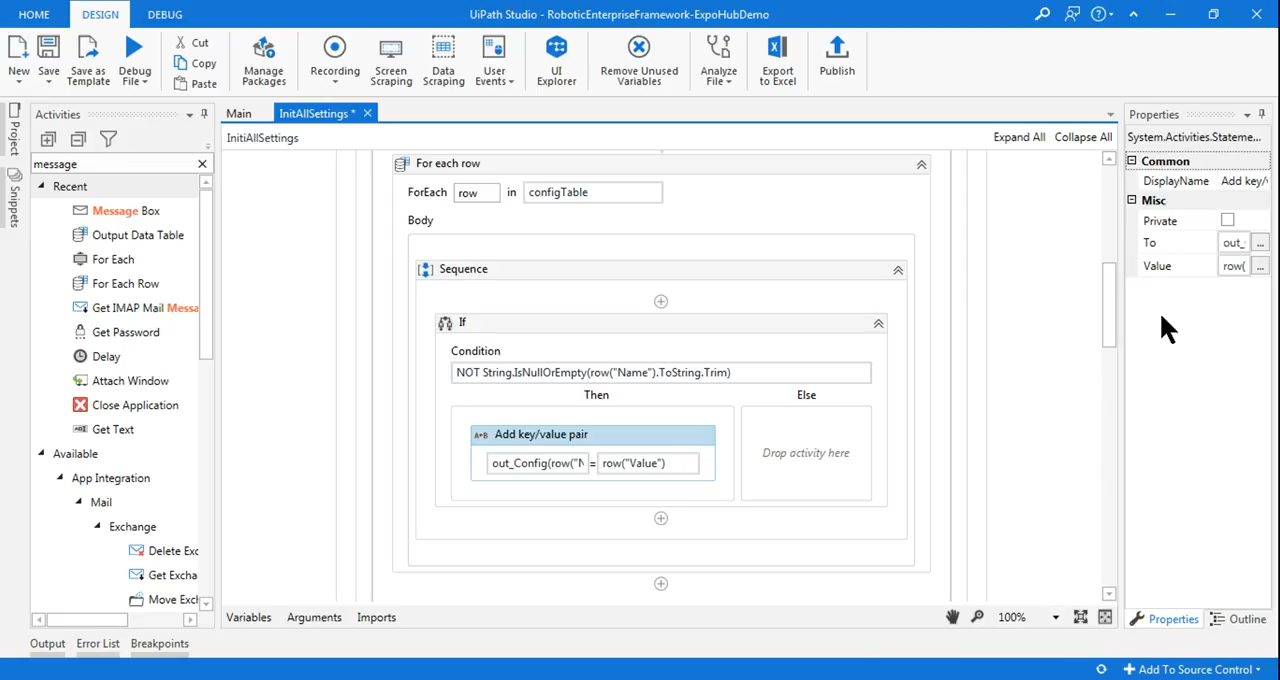 HOME DESIGN DEBUG UiPath Studio - RoboticEnterpriseFramework-ExpoHubDemo
Cut
Copy
Paste
New Save Save as Template Debug File Manage Packages Recording Screen Scraping Data Scraping User Events UI Explorer Remove Unused Variables Analyze File Export to Excel Publish
Project
Snippets
Activities
message
Recent
Message Box
Output Data Table
For Each
For Each Row
Get IMAP Mail Messa
Get Password
Delay
Attach Window
Close Application
Get Text
Available
App Integration
Mail
Exchange
Delete Exc
Get Excha
Move Exch
Main InitAllSettings *
InitiAllSettings Expand All Collapse All
For each row
ForEach row in configTable
Body
Sequence
If
Condition
NOT String.IsNullOrEmpty(row("Name").ToString.Trim)
Then Else
A+B Add key/value pair
out_Config(row("N = row("Value")
Drop activity here
Variables Arguments Imports 100%
Properties
System.Activities.Stateme...
Common
DisplayName Add key/
Misc
Private
To out_ ...
Value row( ...
Properties Outline
Output Error List Breakpoints
Add To Source Control